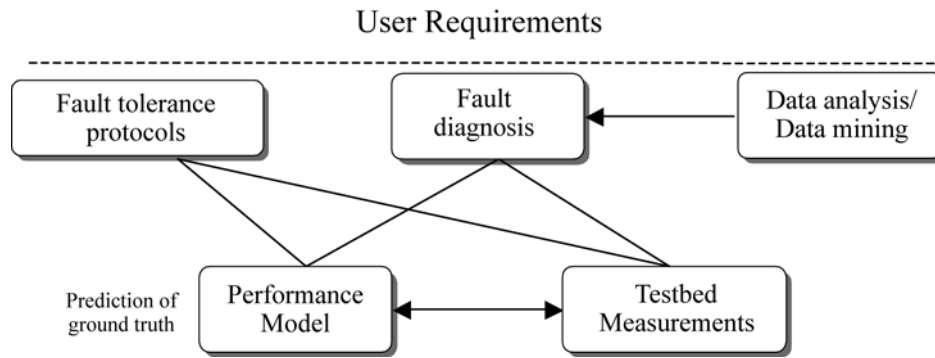 User Requirements
Fault tolerance
protocols
Fault
diagnosis
Data analysis/
Data mining
Prediction of
ground truth
Performance
Model
Testbed
Measurements